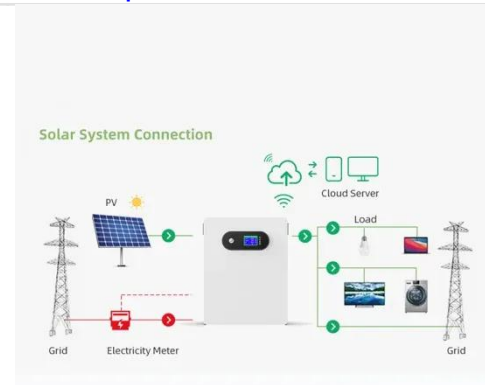 Solar System Connection
Cloud Server
PV
Load
Grid
Electricity Meter
Grid